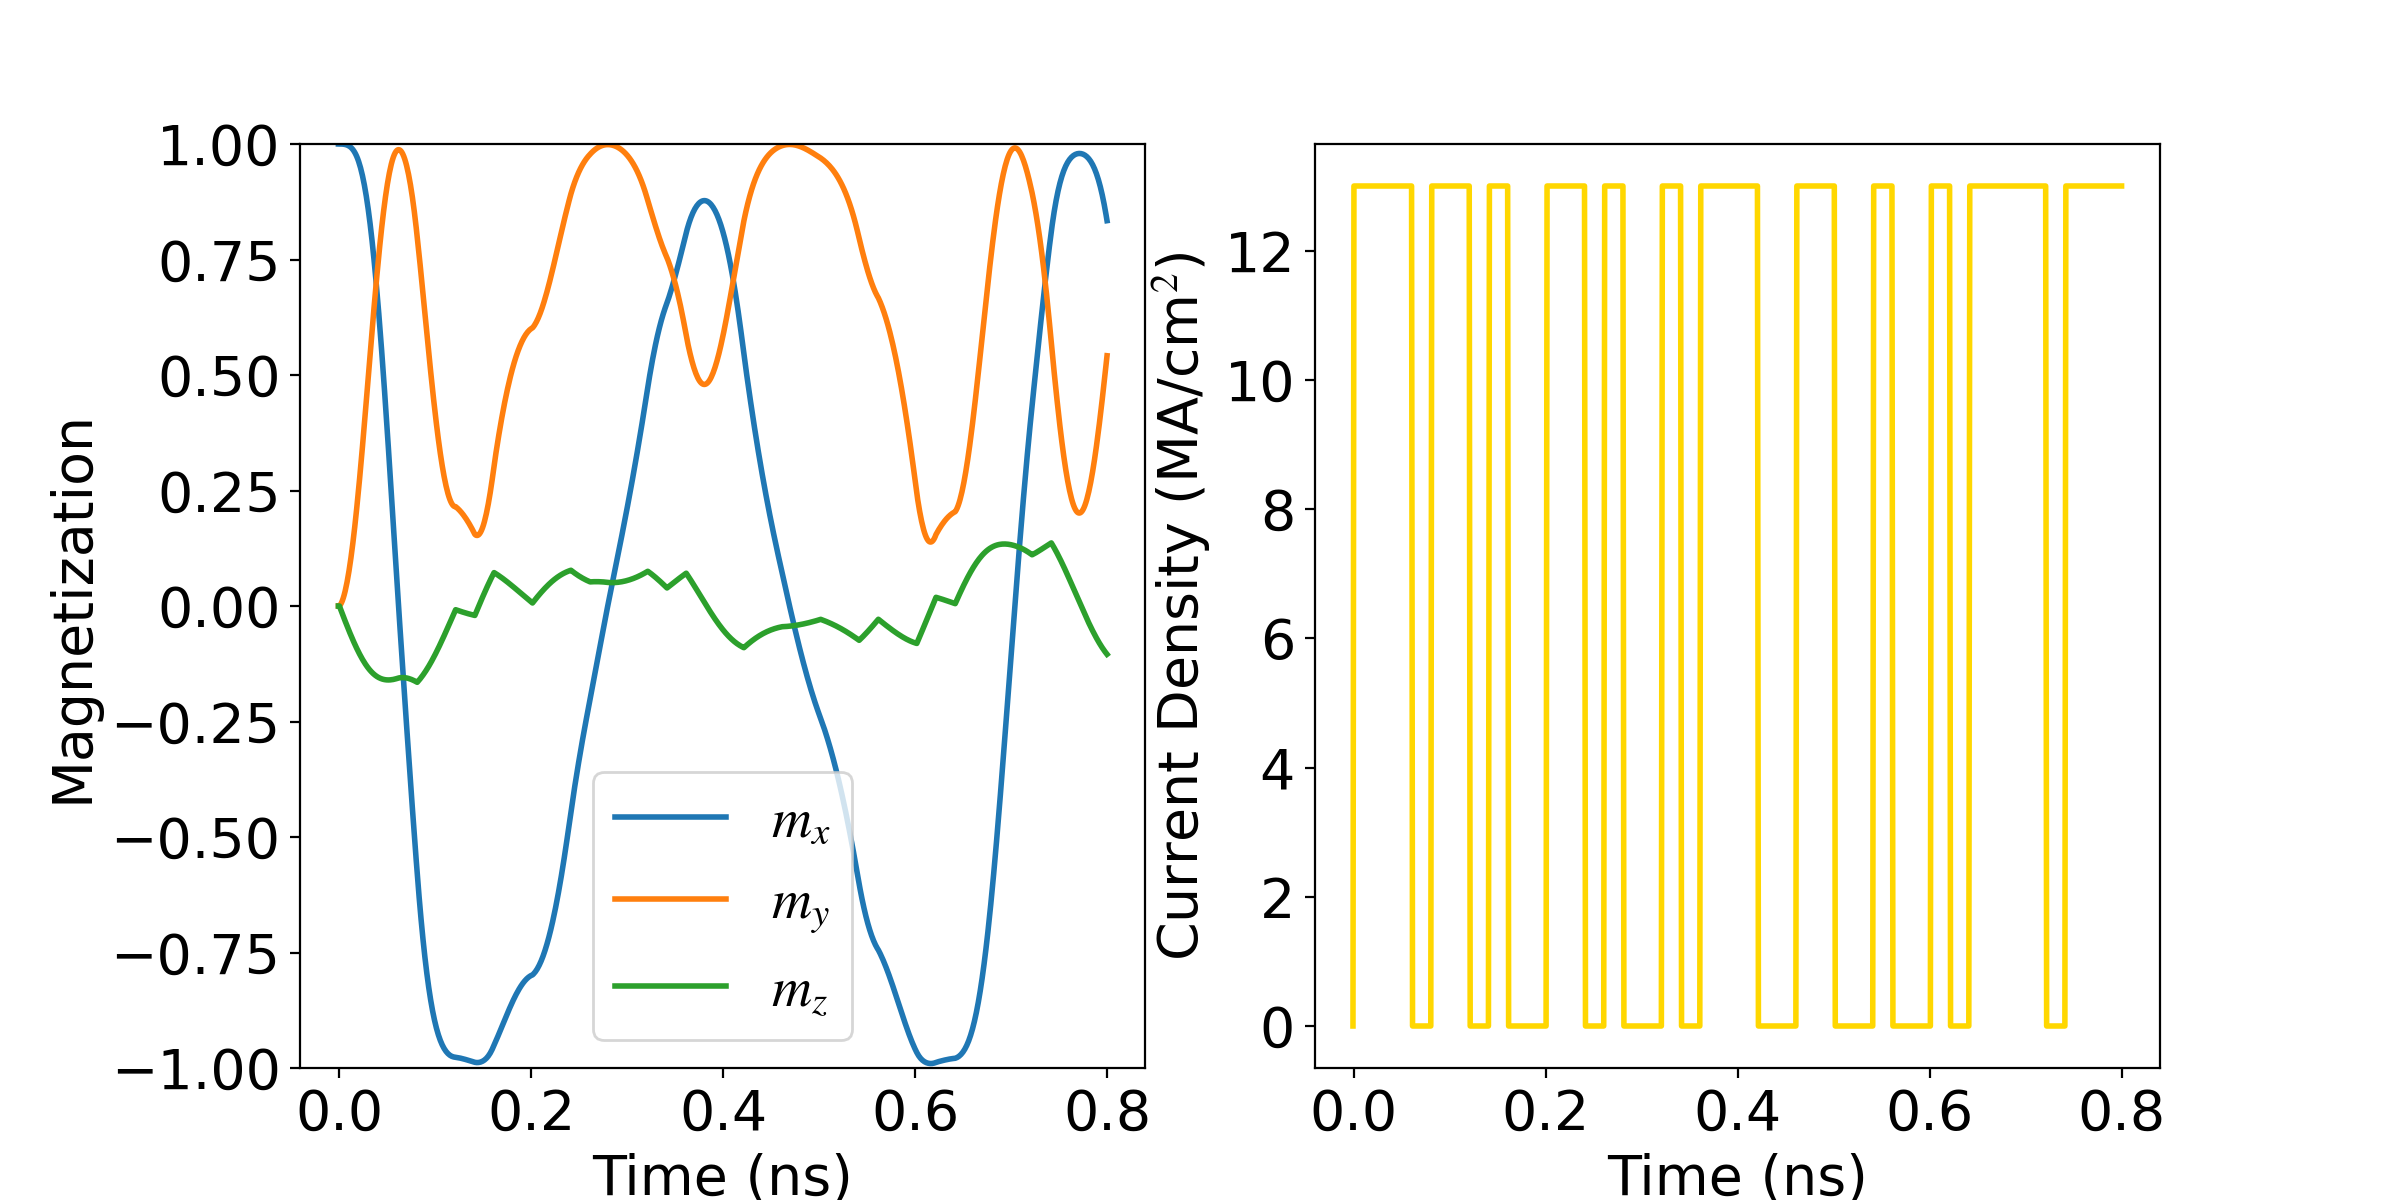 Magnetization
1.00
0.75
0.50
0.25
0.00
−0.25
−0.50
−0.75
−1.00
m_x
m_y
m_z
0.0 0.2 0.4 0.6 0.8
Time (ns)
Current Density (MA/cm²)
12
10
8
6
4
2
0
0.0 0.2 0.4 0.6 0.8
Time (ns)